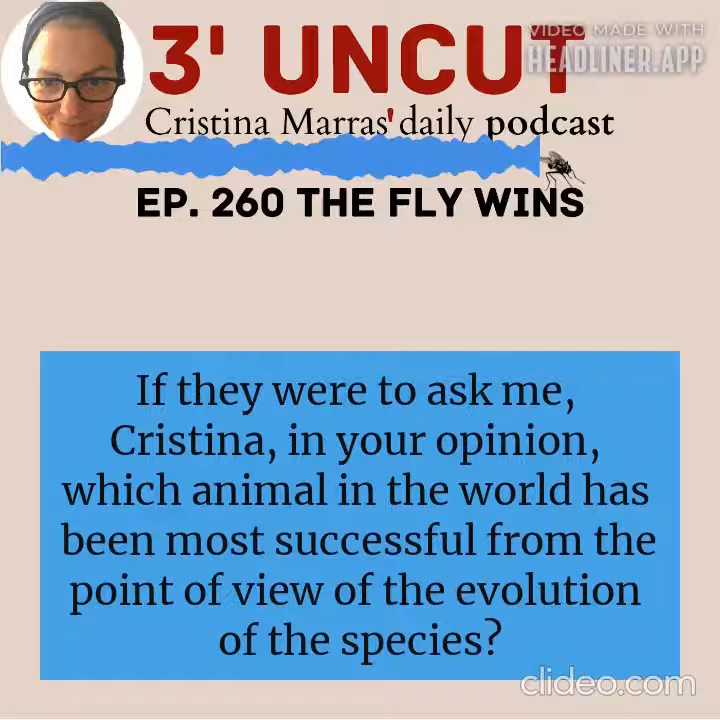 3' UNCUT
VIDEO MADE WITH
HEADLINER.APP
Cristina Marras' daily podcast
EP. 260 THE FLY WINS
If they were to ask me,
Cristina, in your opinion,
which animal in the world has
been most successful from the
point of view of the evolution
of the species?
clideo.com